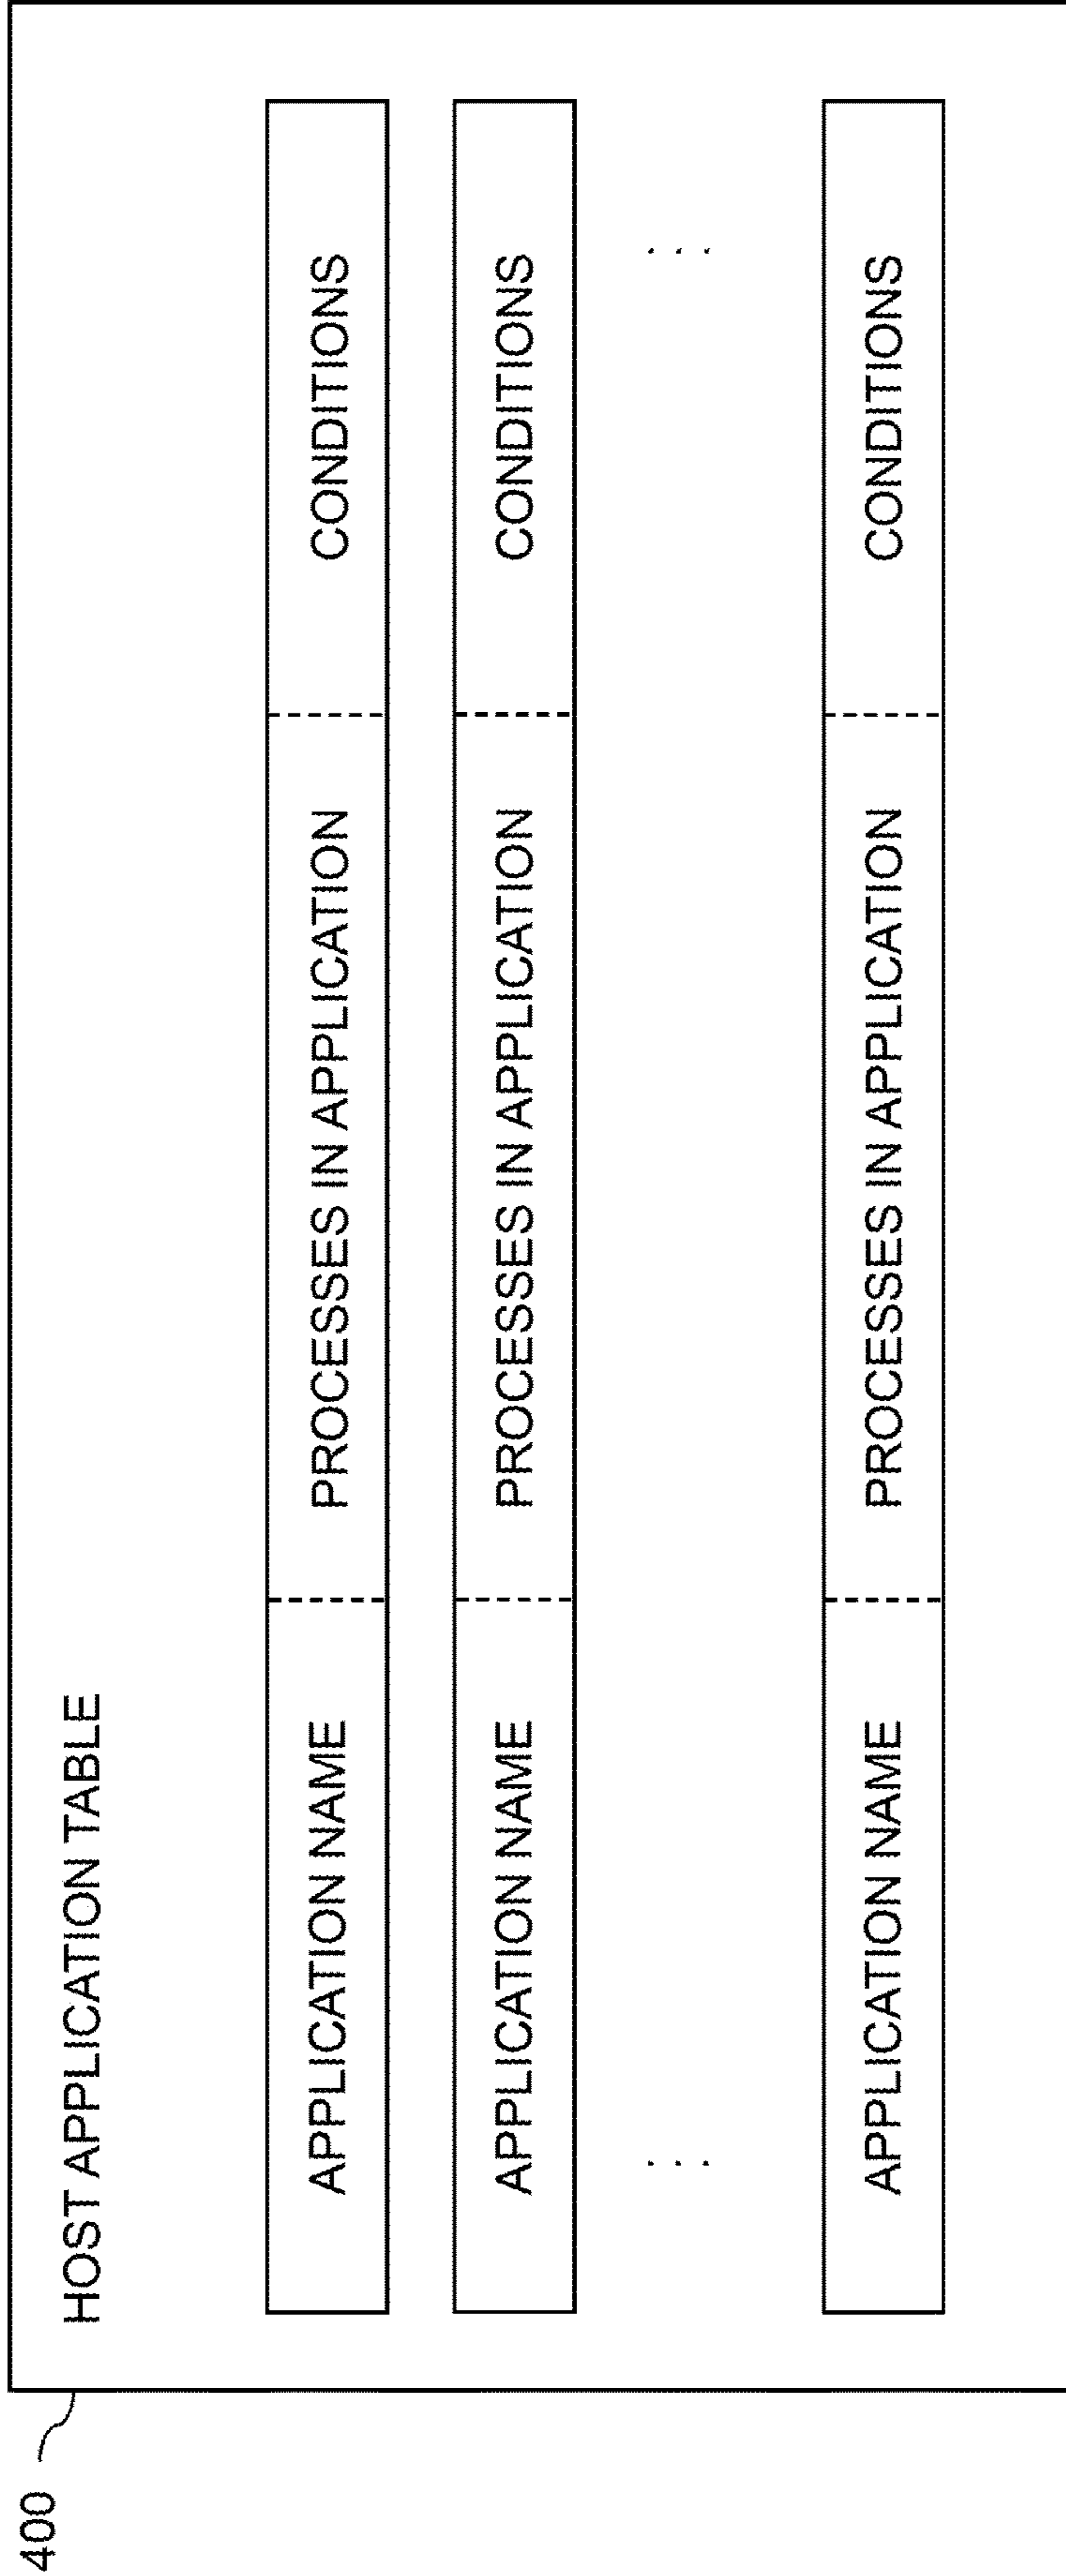 400
HOST APPLICATION TABLE
APPLICATION NAME PROCESSES IN APPLICATION CONDITIONS
APPLICATION NAME PROCESSES IN APPLICATION CONDITIONS
. . . . . .
APPLICATION NAME PROCESSES IN APPLICATION CONDITIONS